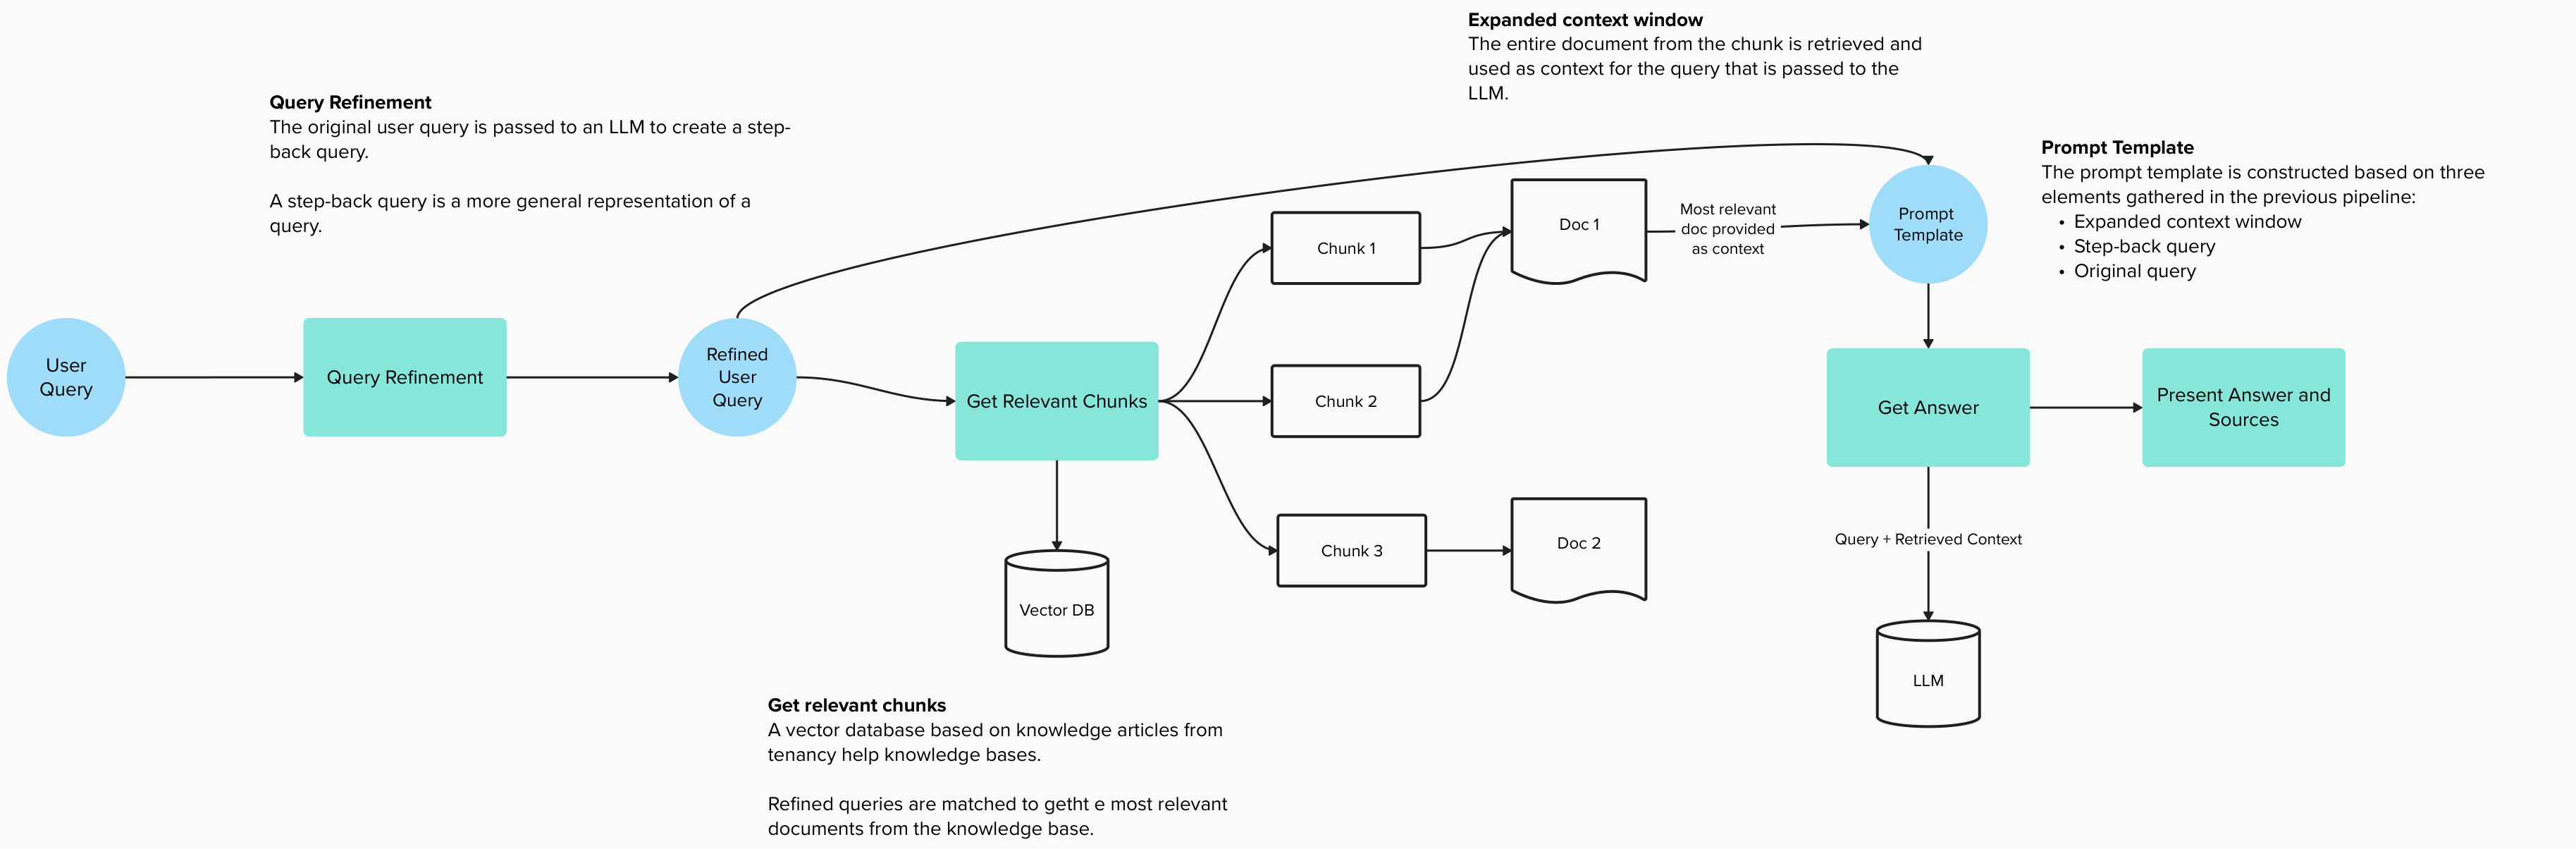 Expanded context window
The entire document from the chunk is retrieved and
used as context for the query that is passed to the
LLM.
Query Refinement
The original user query is passed to an LLM to create a step-
back query.
A step-back query is a more general representation of a
query.
Prompt Template
The prompt template is constructed based on three
elements gathered in the previous pipeline:
• Expanded context window
• Step-back query
• Original query
User
Query
Query Refinement
Refined
User
Query
Get Relevant Chunks
Vector DB
Chunk 1
Chunk 2
Chunk 3
Doc 1
Doc 2
Most relevant
doc provided
as context
Prompt
Template
Get Answer
Present Answer and
Sources
Query + Retrieved Context
LLM
Get relevant chunks
A vector database based on knowledge articles from
tenancy help knowledge bases.
Refined queries are matched to getht e most relevant
documents from the knowledge base.